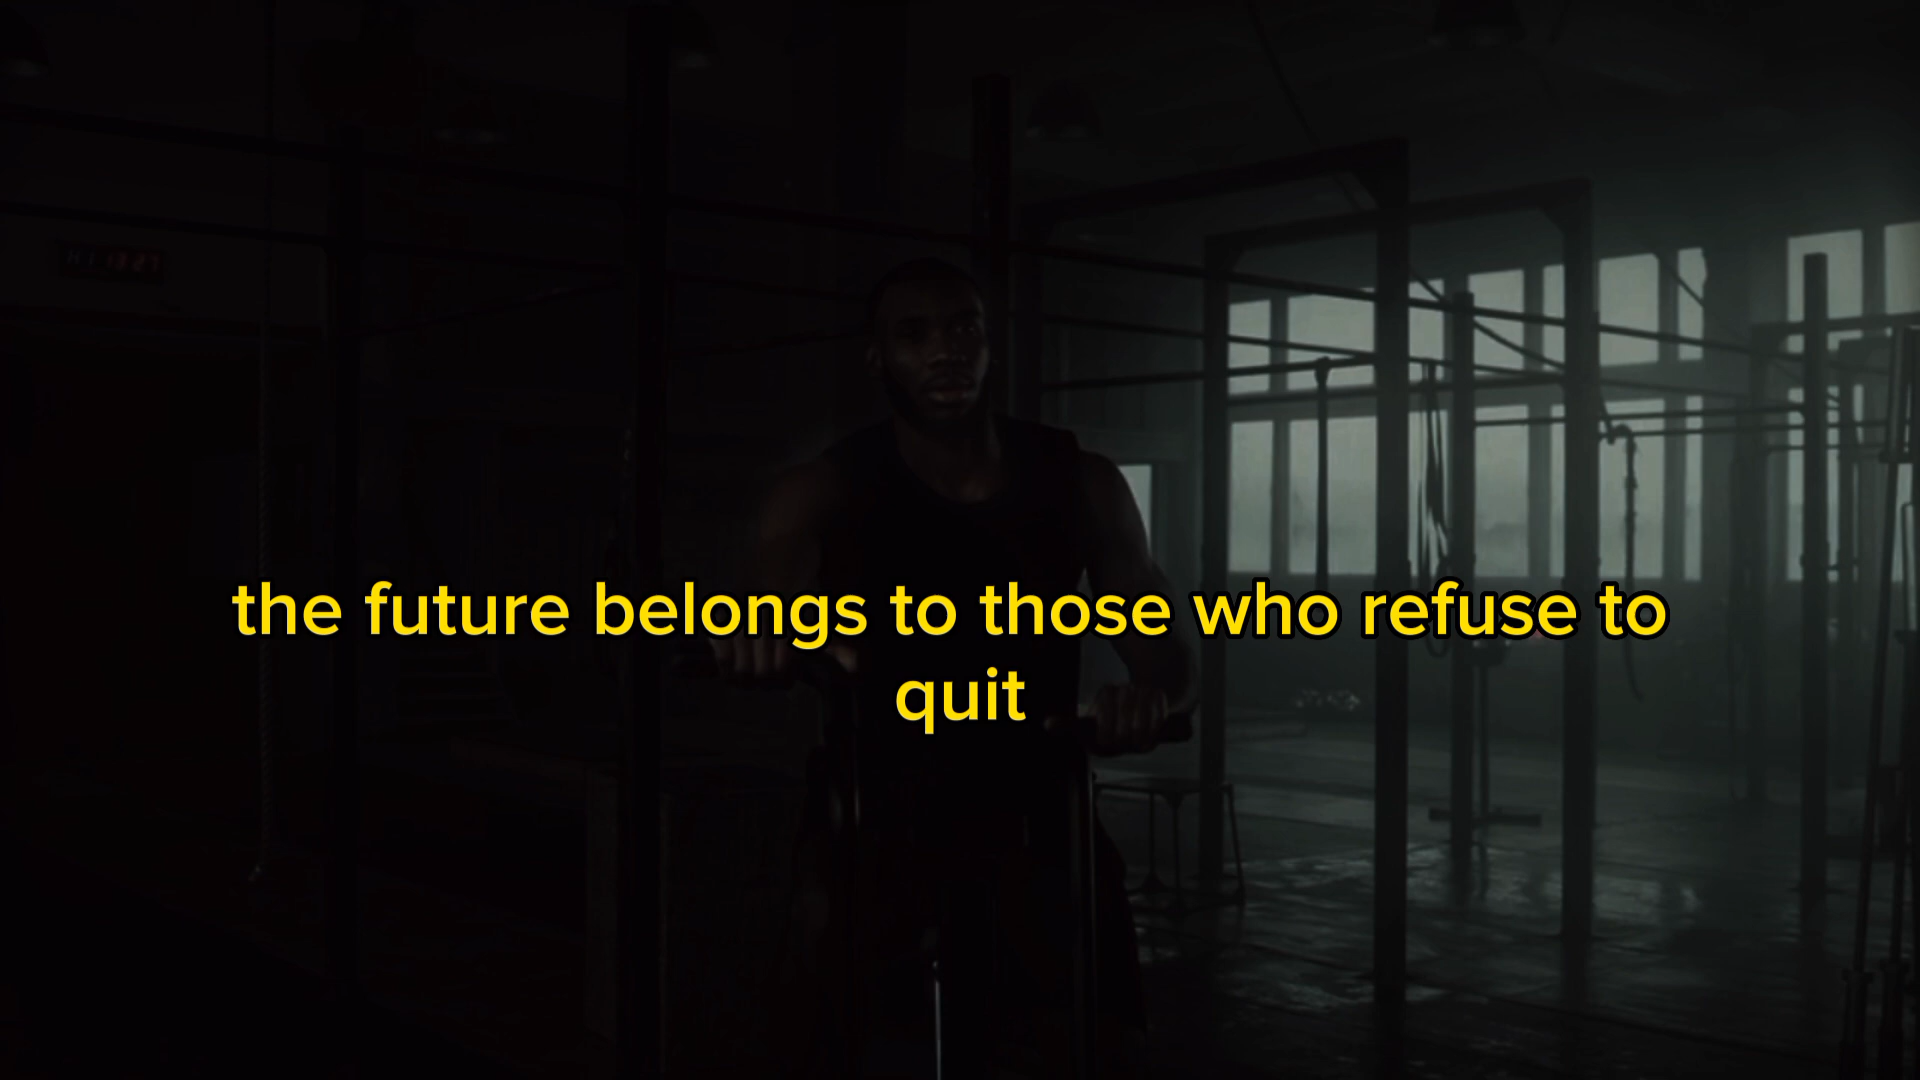 the future belongs to those who refuse to
quit